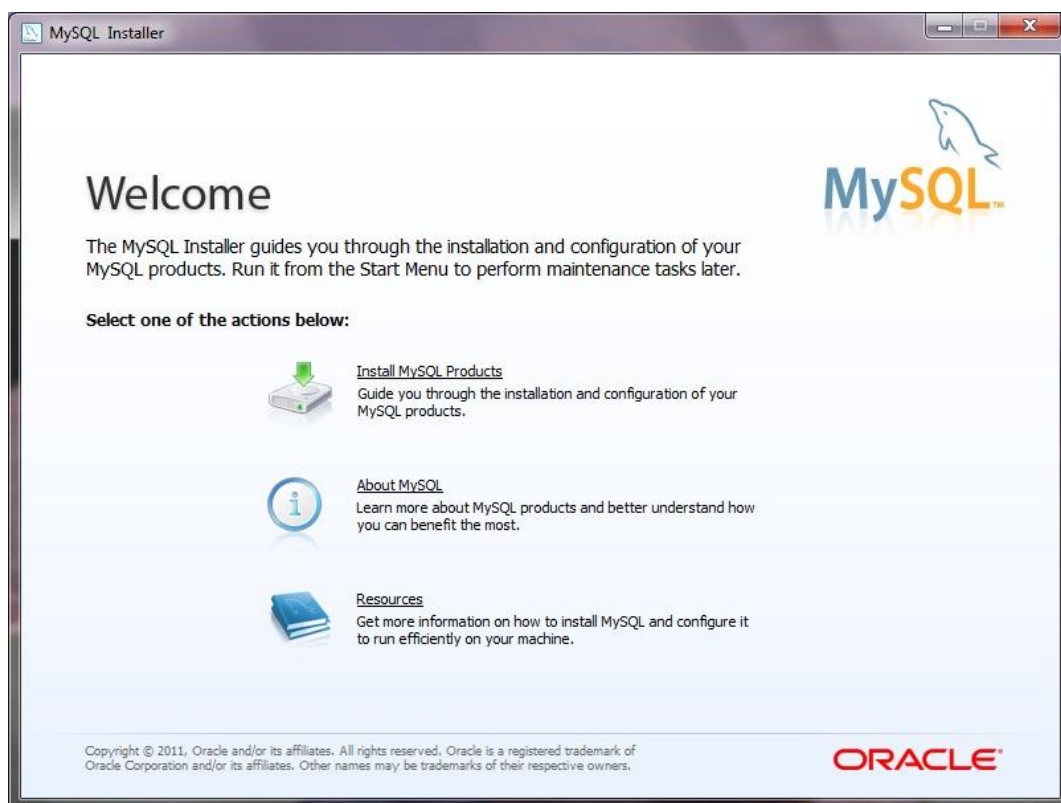 MySQL Installer
MySQL™
Welcome
The MySQL Installer guides you through the installation and configuration of your
MySQL products. Run it from the Start Menu to perform maintenance tasks later.
Select one of the actions below:
Install MySQL Products
Guide you through the installation and configuration of your
MySQL products.
About MySQL
Learn more about MySQL products and better understand how
you can benefit the most.
Resources
Get more information on how to install MySQL and configure it
to run efficiently on your machine.
Copyright © 2011, Oracle and/or its affiliates. All rights reserved. Oracle is a registered trademark of
Oracle Corporation and/or its affiliates. Other names may be trademarks of their respective owners.
ORACLE®